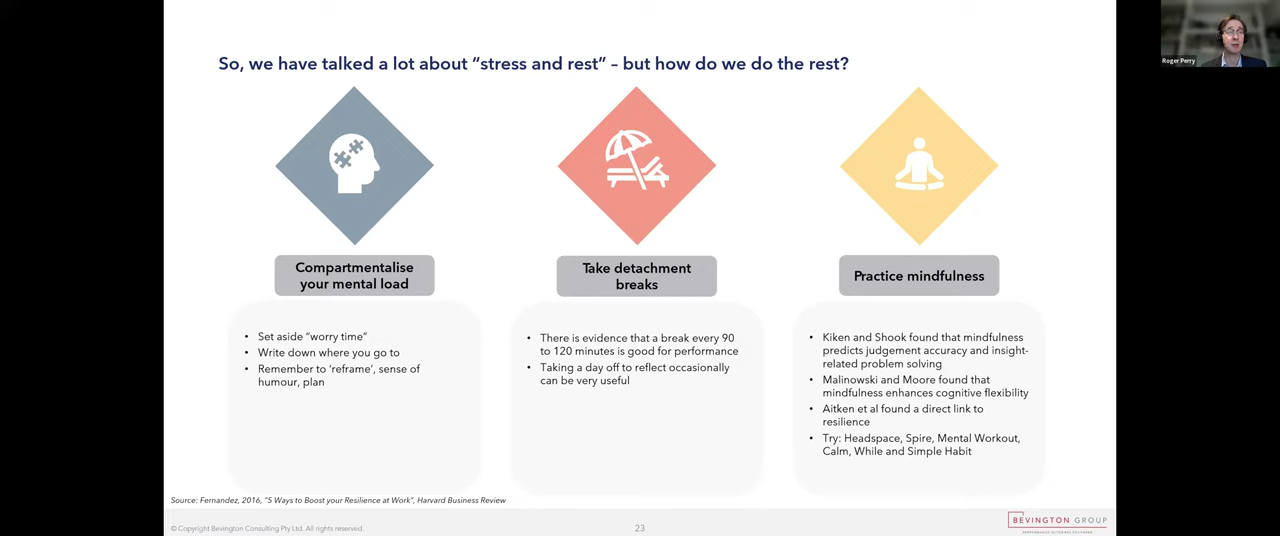 So, we have talked a lot about “stress and rest” – but how do we do the rest?
Roger Perry
Compartmentalise
your mental load
Take detachment
breaks
Practice mindfulness
• Set aside “worry time”
• Write down where you go to
• Remember to ‘reframe’, sense of
humour, plan
• There is evidence that a break every 90
to 120 minutes is good for performance
• Taking a day off to reflect occasionally
can be very useful
• Kiken and Shook found that mindfulness
predicts judgement accuracy and insight-
related problem solving
• Malinowski and Moore found that
mindfulness enhances cognitive flexibility
• Aitken et al found a direct link to
resilience
• Try: Headspace, Spire, Mental Workout,
Calm, While and Simple Habit
Source: Fernandez, 2016, “5 Ways to Boost your Resilience at Work”, Harvard Business Review
© Copyright Bevington Consulting Pty Ltd. All rights reserved.
23
BEVINGTON GROUP